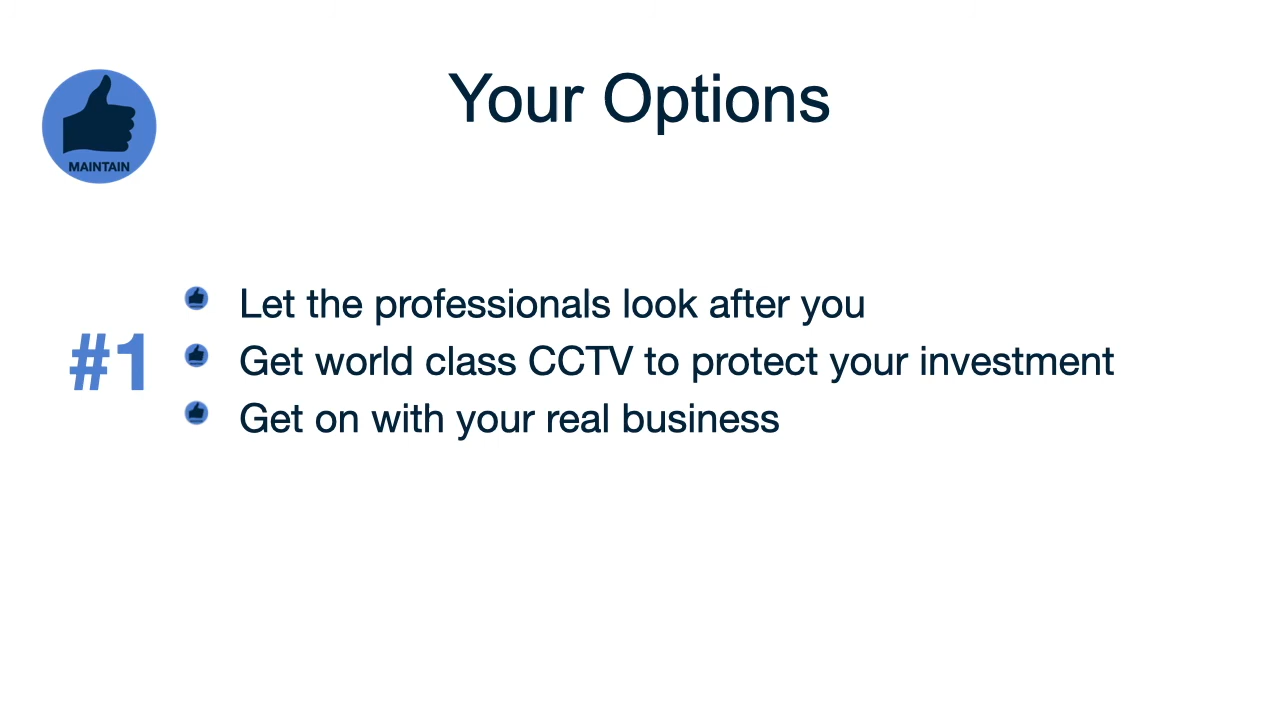 Your Options
MAINTAIN
#1
Let the professionals look after you
Get world class CCTV to protect your investment
Get on with your real business